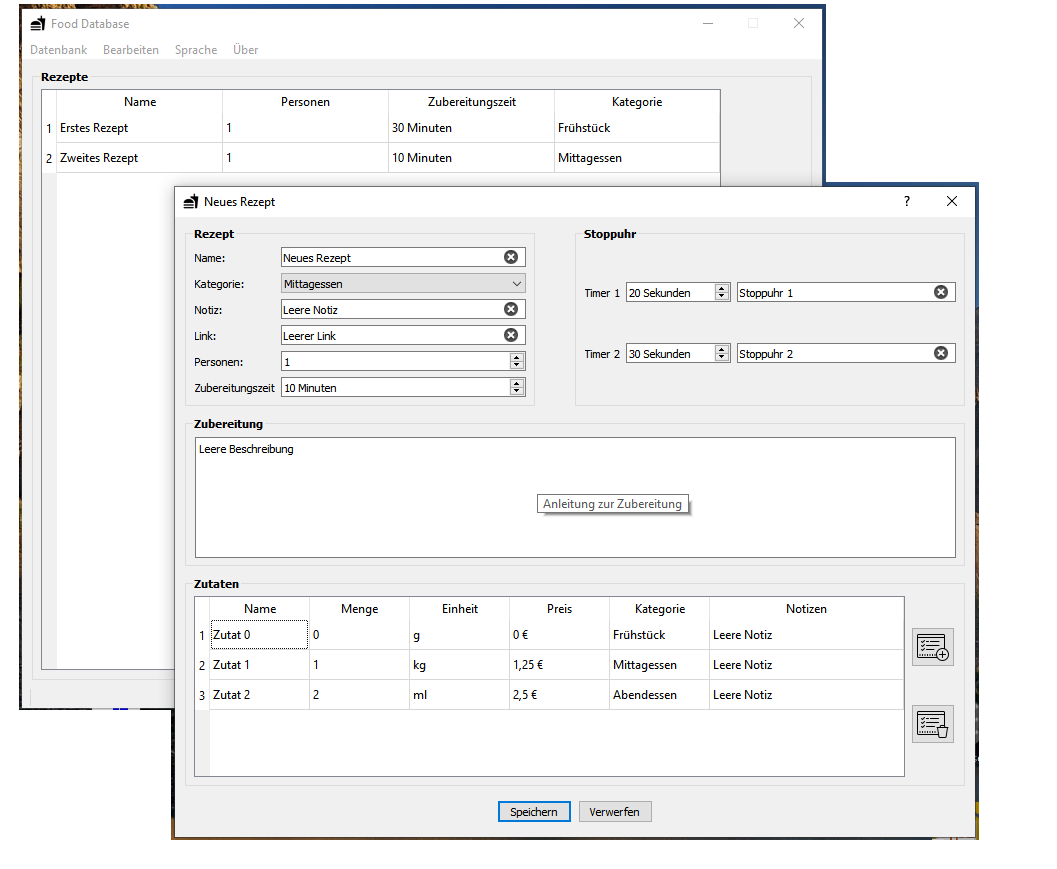 Food Database
Datenbank Bearbeiten Sprache Über
Rezepte
Name Personen Zubereitungszeit Kategorie
1 Erstes Rezept 1 30 Minuten Frühstück
2 Zweites Rezept 1 10 Minuten Mittagessen
Neues Rezept ?
Rezept Stoppuhr
Name: Neues Rezept
Kategorie: Mittagessen
Timer 1 20 Sekunden Stoppuhr 1
Notiz: Leere Notiz
Link: Leerer Link
Timer 2 30 Sekunden Stoppuhr 2
Personen: 1
Zubereitungszeit 10 Minuten
Zubereitung
Leere Beschreibung
Anleitung zur Zubereitung
Zutaten
Name Menge Einheit Preis Kategorie Notizen
1 Zutat 0 0 g 0 € Frühstück Leere Notiz
2 Zutat 1 1 kg 1,25 € Mittagessen Leere Notiz
3 Zutat 2 2 ml 2,5 € Abendessen Leere Notiz
Speichern Verwerfen